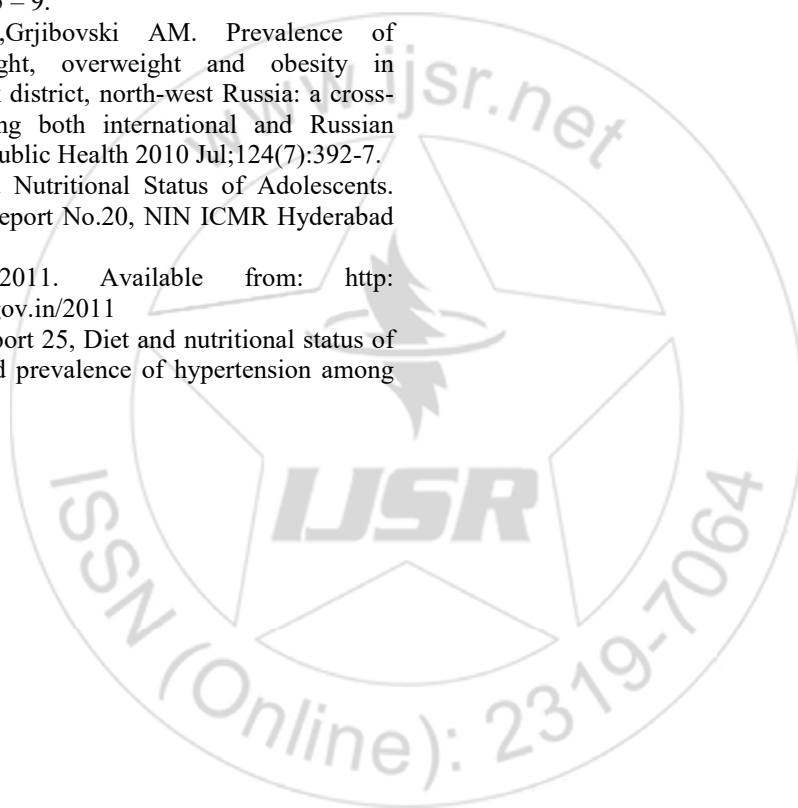 – 9.
,Grjibovski AM. Prevalence of
ght, overweight and obesity in
district, north-west Russia: a cross-
ng both international and Russian
ublic Health 2010 Jul;124(7):392-7.
Nutritional Status of Adolescents.
eport No.20, NIN ICMR Hyderabad
2011. Available from: http:
gov.in/2011
ort 25, Diet and nutritional status of
d prevalence of hypertension among
www.ijsr.net
IJSR
ISSN (Online): 2319-7064